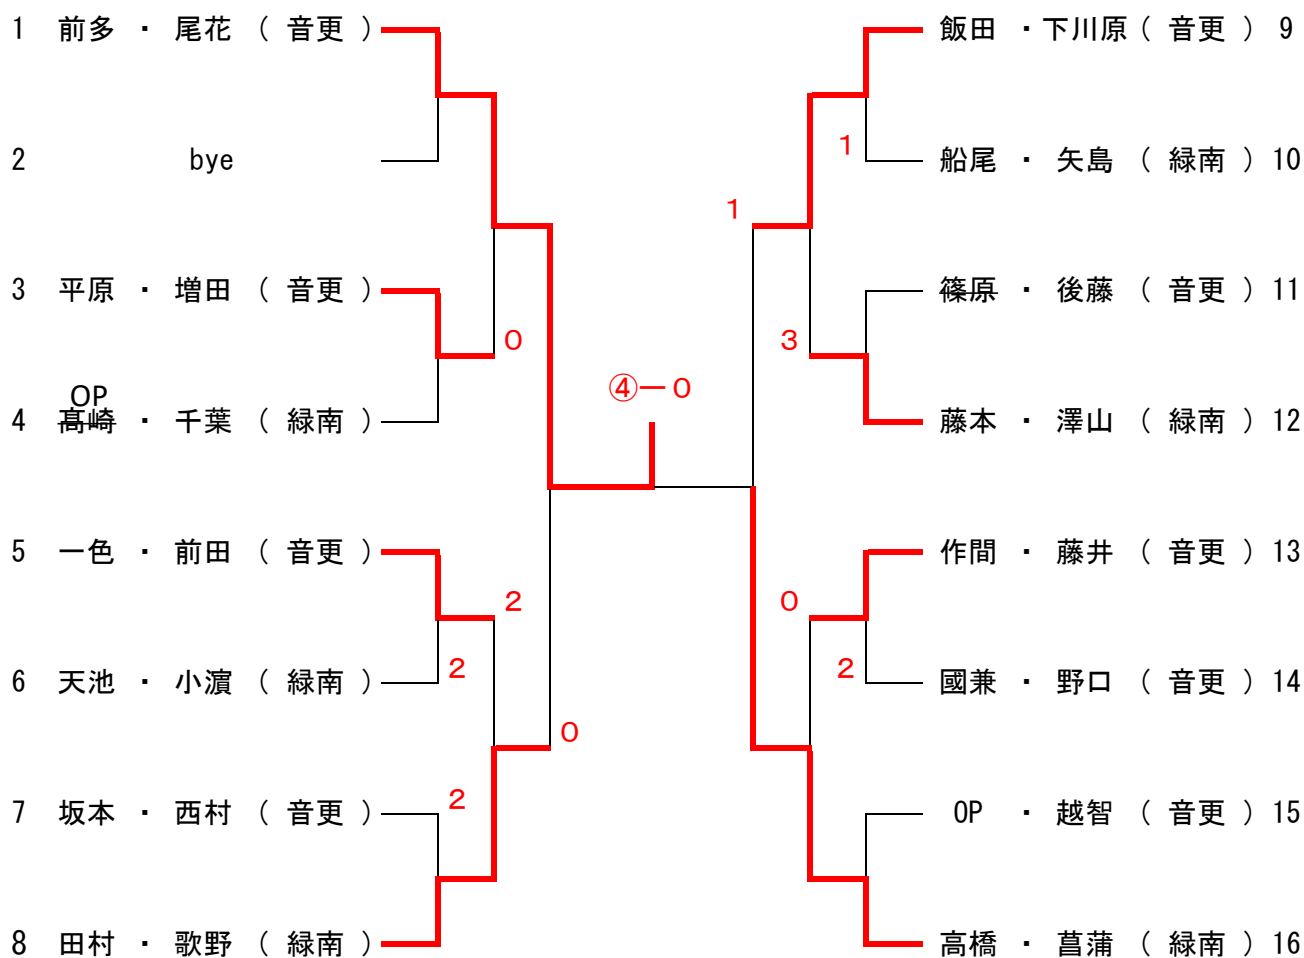 1 前多 ・ 尾花 ( 音更 )
2 bye
3 平原 ・ 増田 ( 音更 )
0
OP
4 髙崎 ・ 千葉 ( 緑南 )
5 一色 ・ 前田 ( 音更 )
2
6 天池 ・ 小濵 ( 緑南 )
2
0
7 坂本 ・ 西村 ( 音更 )
2
8 田村 ・ 歌野 ( 緑南 )
④－0
飯田 ・下川原( 音更 ) 9
1
船尾 ・ 矢島 ( 緑南 ) 10
1
篠原 ・ 後藤 ( 音更 ) 11
3
藤本 ・ 澤山 ( 緑南 ) 12
作間 ・ 藤井 ( 音更 ) 13
0
國兼 ・ 野口 ( 音更 ) 14
2
OP ・ 越智 ( 音更 ) 15
高橋 ・ 菖蒲 ( 緑南 ) 16